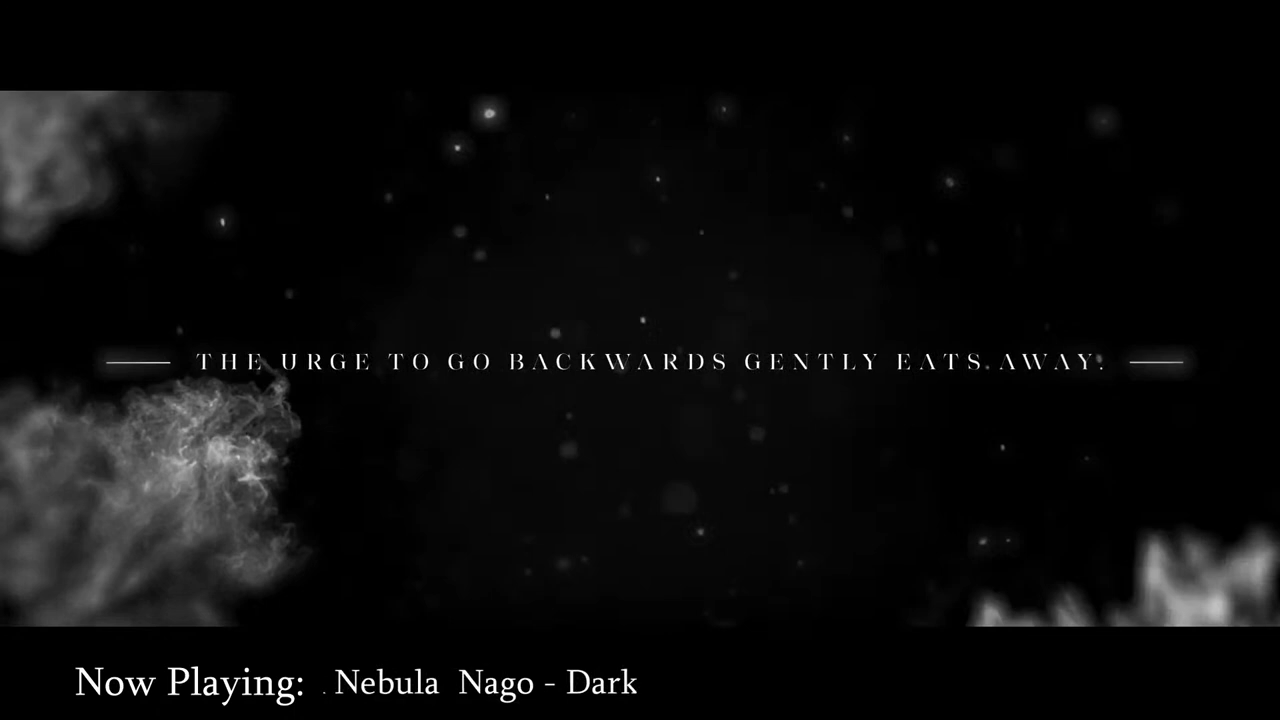 THE URGE TO GO BACKWARDS GENTLY EATS AWAY.
Now Playing: . Nebula Nago - Dark